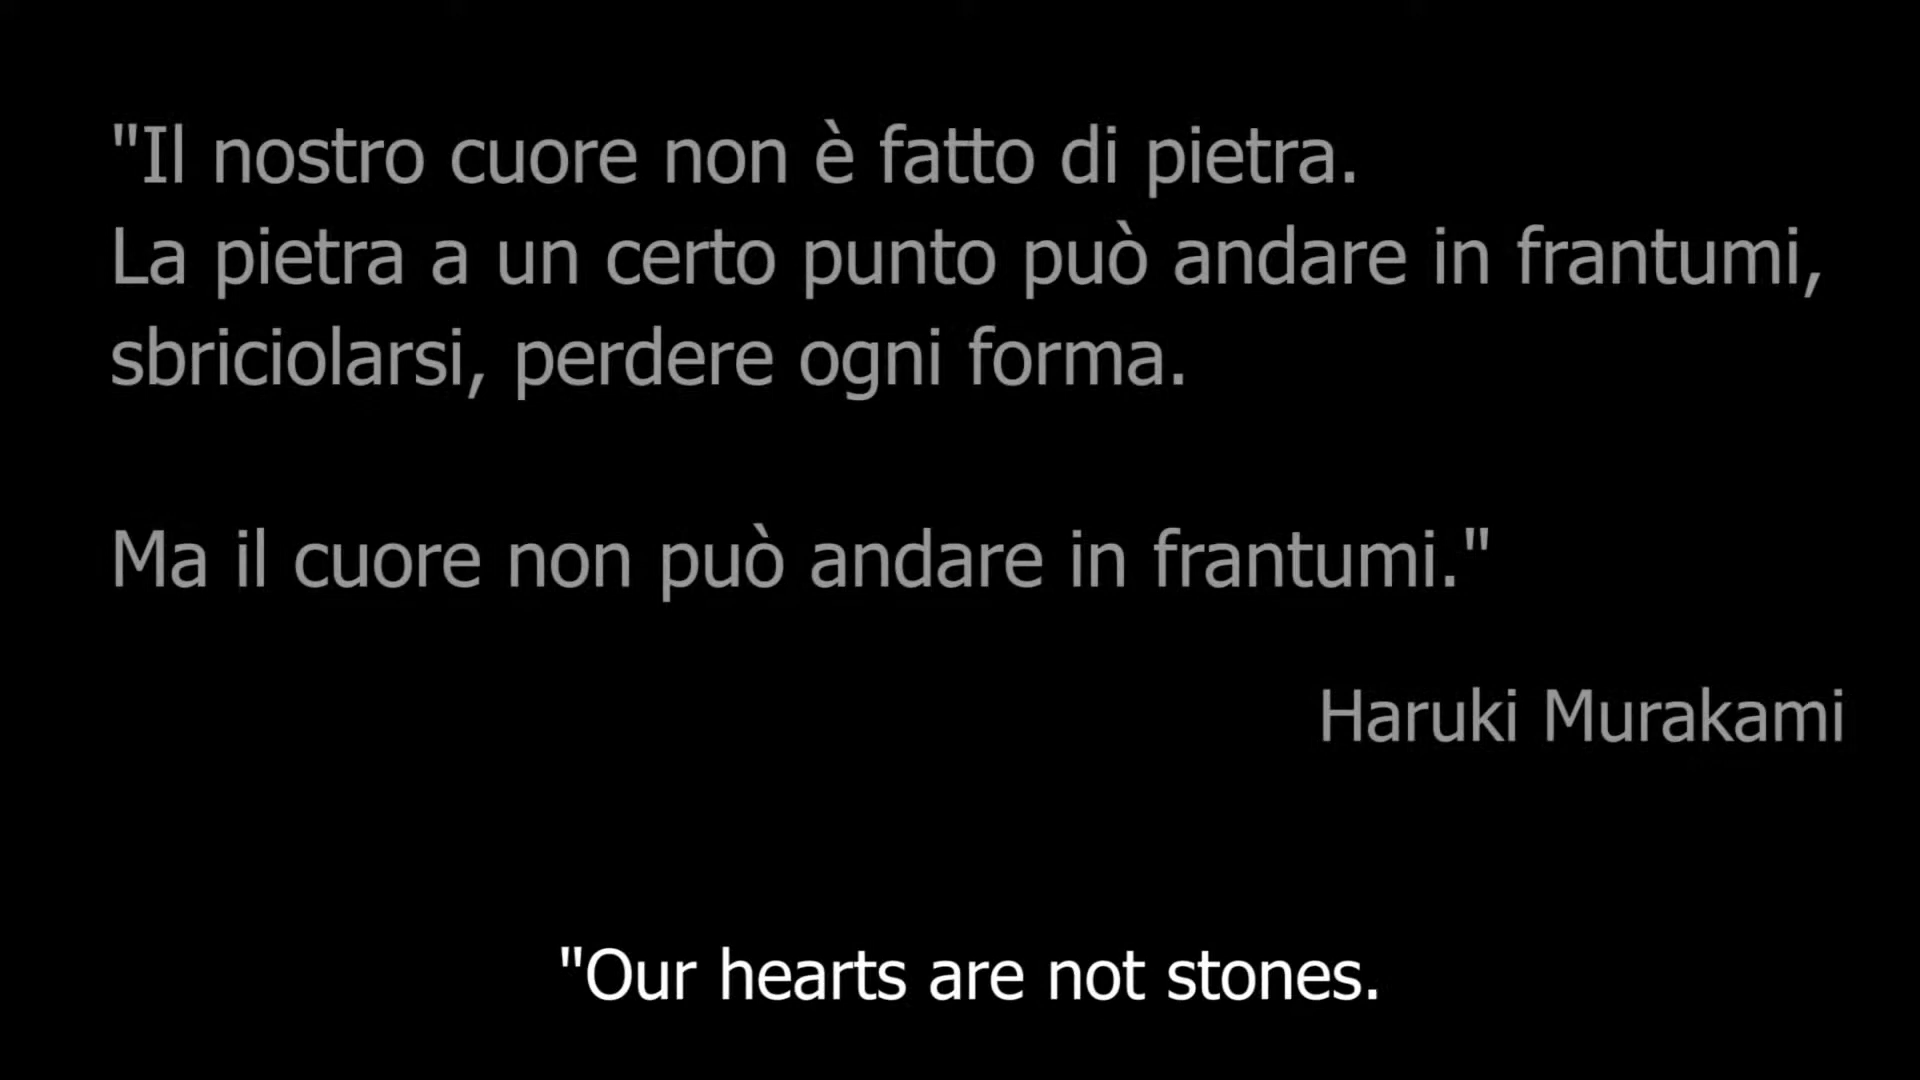 "Il nostro cuore non è fatto di pietra.
La pietra a un certo punto può andare in frantumi,
sbriciolarsi, perdere ogni forma.
Ma il cuore non può andare in frantumi."
Haruki Murakami
"Our hearts are not stones.